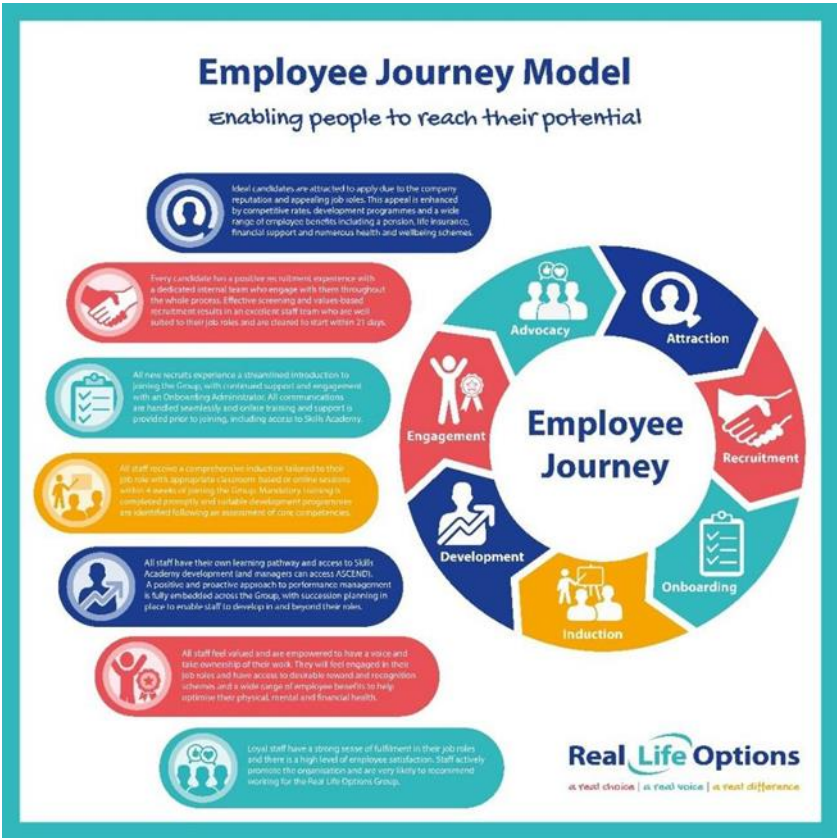 Employee Journey Model
Enabling people to reach their potential
Ideal candidates are attracted to apply due to the company
reputation and appealing job roles. This appeal is enhanced
by competitive rates, development programmes and a wide
range of employee benefits including a pension, life insurance,
financial support and numerous health and wellbeing schemes.
Every candidate has a positive recruitment experience with
a dedicated internal team who engage with them throughout
the whole process. Effective screening and values-based
recruitment results in an excellent staff team who are well
suited to their job roles and are cleared to start within 21 days.
All new recruits experience a streamlined introduction to
joining the Group, with continued support and engagement
with an Onboarding Administrator. All communications
are handled seamlessly and online training and support is
provided prior to joining, including access to Skills Academy.
All staff receive a comprehensive induction tailored to their
job role with appropriate classroom based or online sessions
within 4 weeks of joining the Group. Mandatory training is
completed promptly and suitable development programmes
are identified following an assessment of core competencies.
All staff have their own learning pathway and access to Skills
Academy development (and managers can access ASCEND).
A positive and proactive approach to performance management
is fully embedded across the Group, with succession planning in
place to enable staff to develop in and beyond their roles.
All staff feel valued and are empowered to have a voice and
take ownership of their work. They will feel engaged in their
job roles and have access to desirable reward and recognition
schemes and a wide range of employee benefits to help
optimise their physical, mental and financial health.
Loyal staff have a strong sense of fulfilment in their job roles
and there is a high level of employee satisfaction. Staff actively
promote the organisation and are very likely to recommend
working for the Real Life Options Group.
Advocacy
Attraction
Engagement
Recruitment
Employee
Journey
Development
Onboarding
Induction
Real Life Options
a real choice | a real voice | a real difference